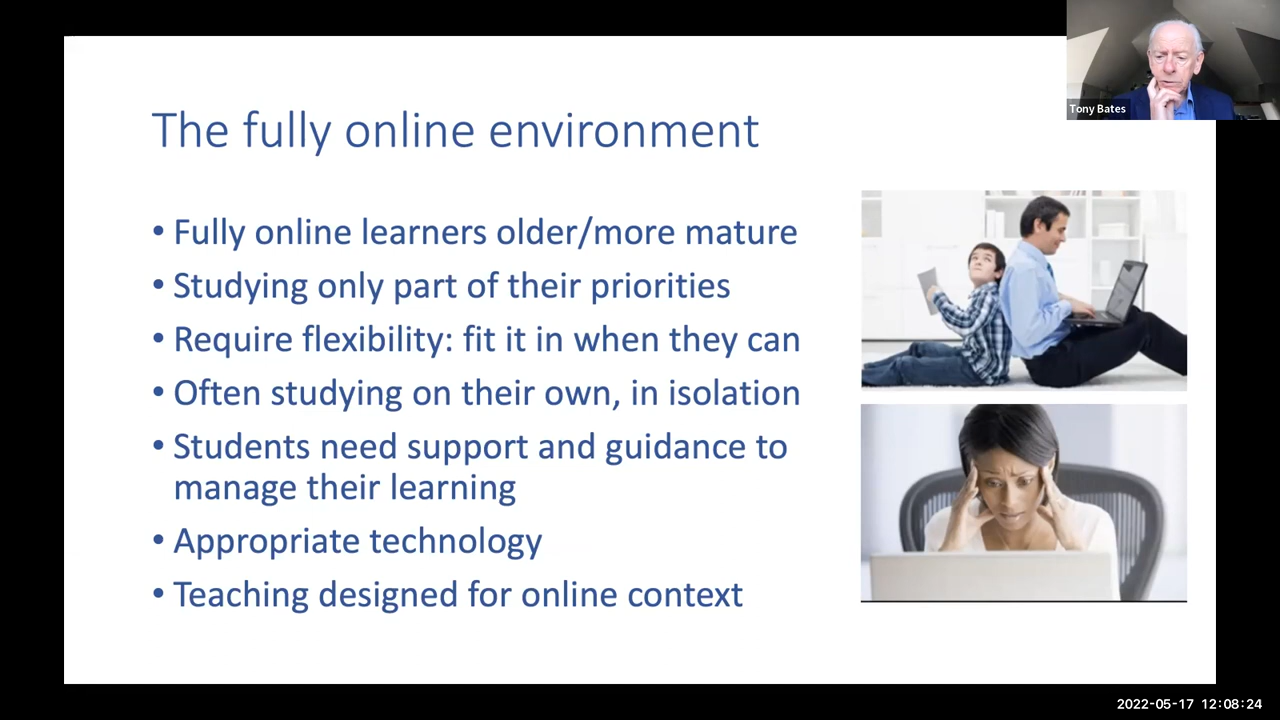 Tony Bates
The fully online environment
• Fully online learners older/more mature
• Studying only part of their priorities
• Require flexibility: fit it in when they can
• Often studying on their own, in isolation
• Students need support and guidance to
manage their learning
• Appropriate technology
• Teaching designed for online context
2022-05-17 12:08:24